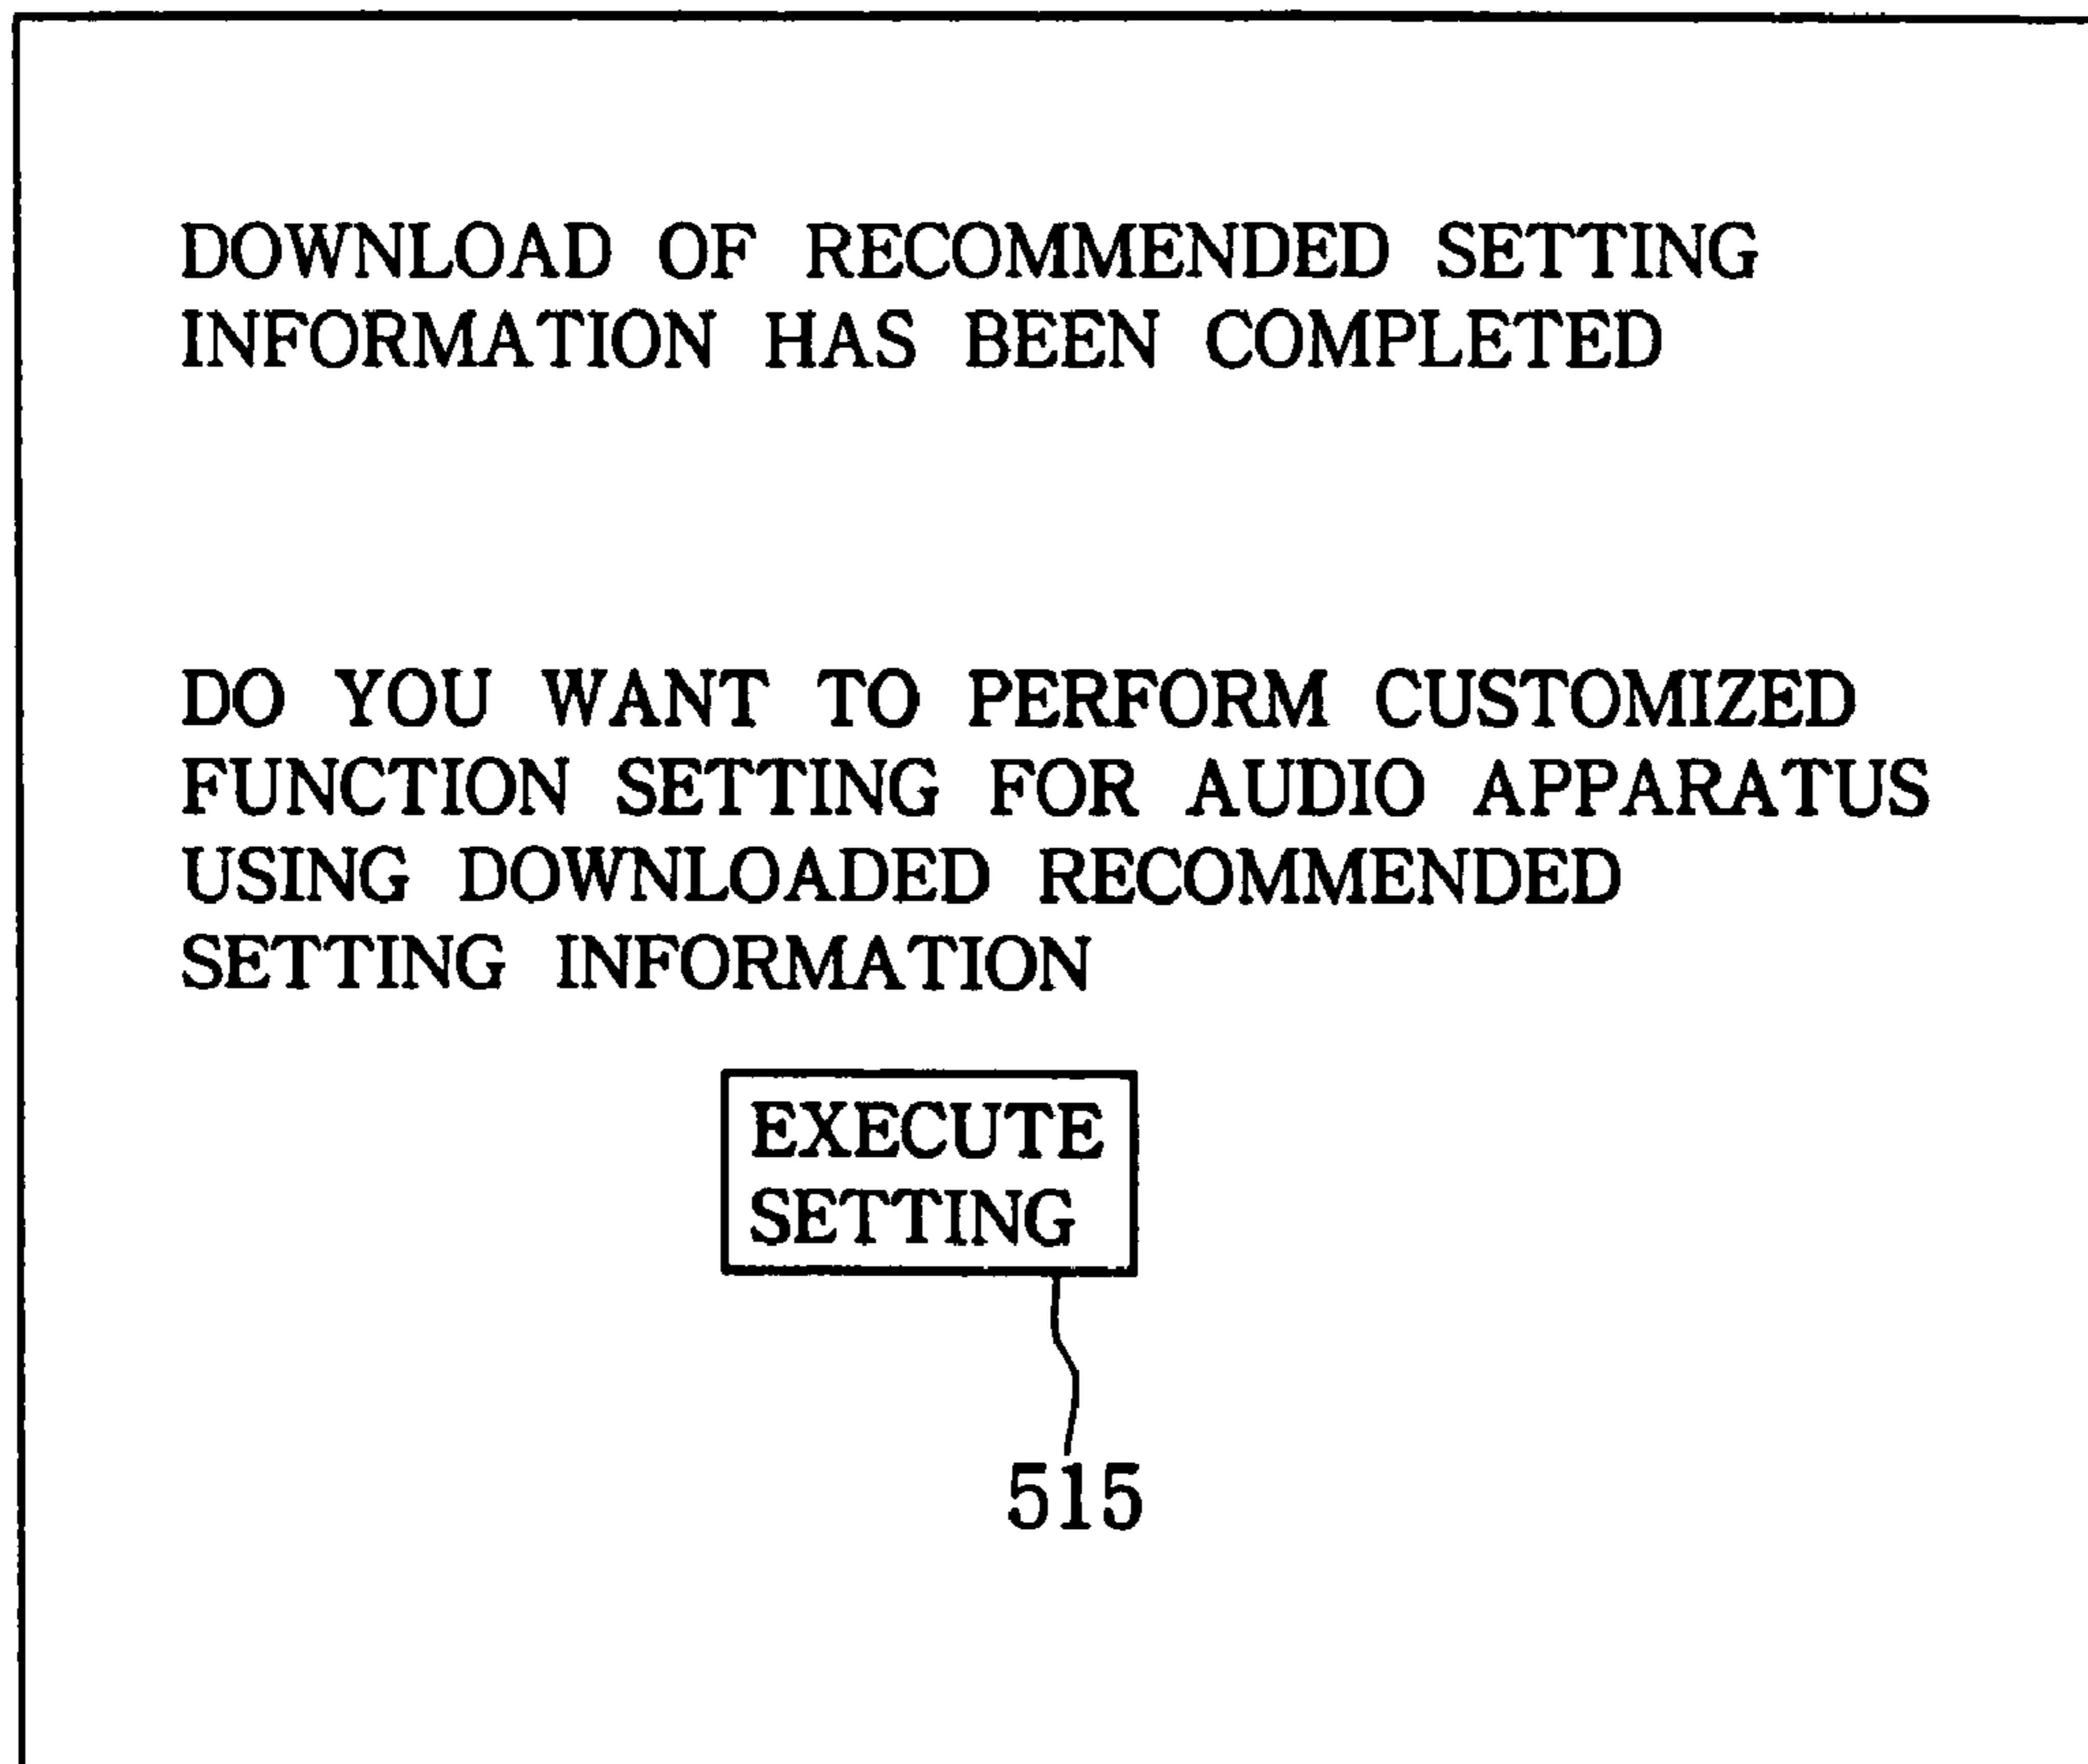 DOWNLOAD OF RECOMMENDED SETTING
INFORMATION HAS BEEN COMPLETED
DO YOU WANT TO PERFORM CUSTOMIZED
FUNCTION SETTING FOR AUDIO APPARATUS
USING DOWNLOADED RECOMMENDED
SETTING INFORMATION
EXECUTE
SETTING
515